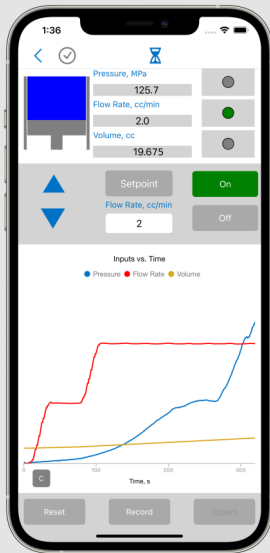 1:36
Pressure, MPa
125.7
Flow Rate, cc/min
2.0
Volume, cc
19.675
Setpoint
On
Flow Rate, cc/min
2
Off
Inputs vs. Time
Pressure Flow Rate Volume
C
0 100 200 300
Time, s
Reset Record Export